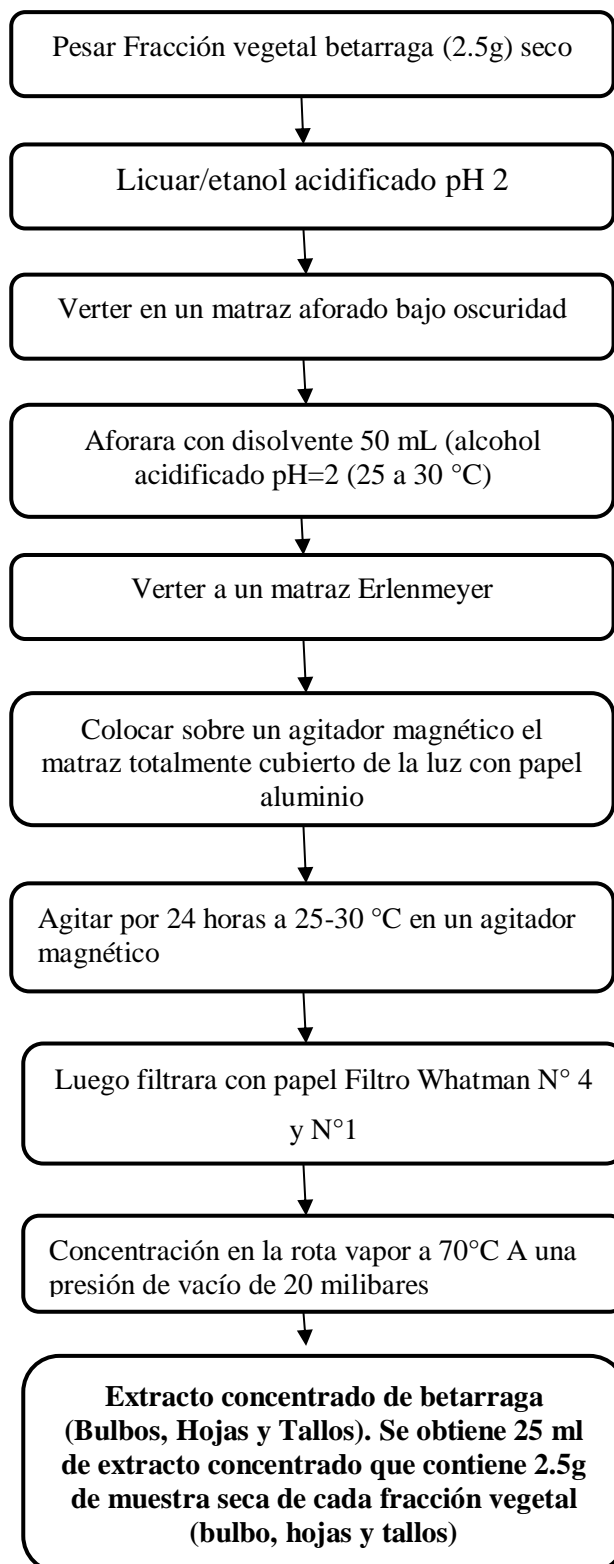 Pesar Fracción vegetal betarraga (2.5g) seco
Licuar/etanol acidificado pH 2
Verter en un matraz aforado bajo oscuridad
Aforara con disolvente 50 mL (alcohol
acidificado pH=2 (25 a 30 °C)
Verter a un matraz Erlenmeyer
Colocar sobre un agitador magnético el
matraz totalmente cubierto de la luz con papel
aluminio
Agitar por 24 horas a 25-30 °C en un agitador
magnético
Luego filtrara con papel Filtro Whatman N° 4
y N°1
Concentración en la rota vapor a 70°C A una
presión de vacío de 20 milibares
Extracto concentrado de betarraga
(Bulbos, Hojas y Tallos). Se obtiene 25 ml
de extracto concentrado que contiene 2.5g
de muestra seca de cada fracción vegetal
(bulbo, hojas y tallos)